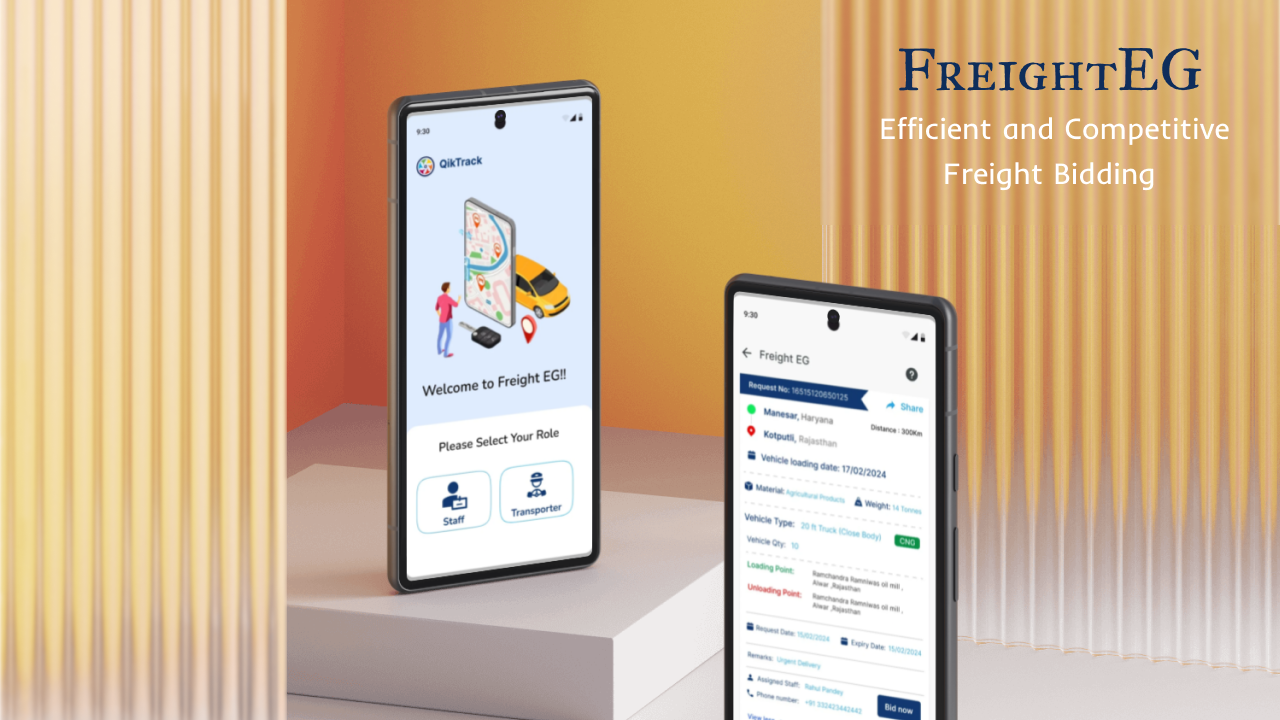 FreightEG
Efficient and Competitive
Freight Bidding
9:30
QikTrack
Welcome to Freight EG!!
Please Select Your Role
Staff
Transporter
9:30
Freight EG
?
Request No: 16515120650125
Share
Manesar, Haryana
Distance : 300Km
Kotputli, Rajasthan
Vehicle loading date: 17/02/2024
Material: Agricultural Products
Weight: 14 Tonnes
Vehicle Type: 20 ft Truck (Close Body)
CNG
Vehicle Qty: 10
Loading Point:
Ramchandra Ramniwas oil mill ,
Alwar ,Rajasthan
Unloading Point:
Ramchandra Ramniwas oil mill ,
Alwar ,Rajasthan
Request Date: 15/02/2024
Expiry Date: 15/02/2024
Remarks: Urgent Delivery
Assigned Staff: Rahul Pandey
Phone number: +91 332423442442
Bid now
View